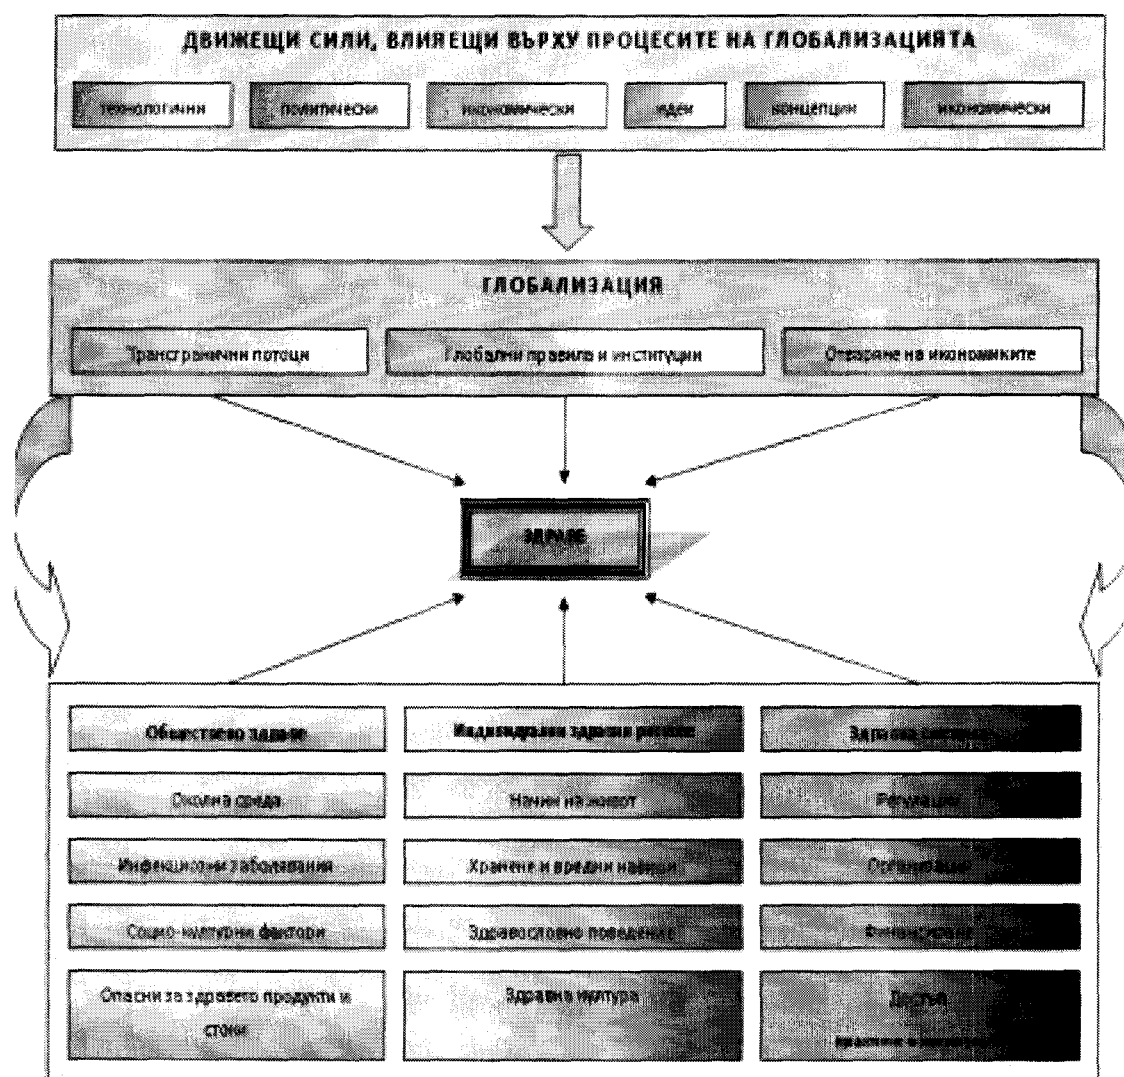 ДВИЖЕЩИ СИЛИ, ВЛИЯЕЩИ ВЪРХУ ПРОЦЕСИТЕ НА ГЛОБАЛИЗАЦИЯТА
технологични политически икономически идеи концепции икономически
ГЛОБАЛИЗАЦИЯ
Трансгранични потоци Глобални правила и институции Отваряне на икономиките
ЗДРАВЕ
Обществено здраве Индивидуални здравни рискове Здравна система
Околна среда Начин на живот Регулации
Инфекциозни заболявания Хранене и вредни навици Организация
Социо-културни фактори Здравословно поведение Финансиране
Опасни за здравето продукти и Здравна култура Достъп
стоки